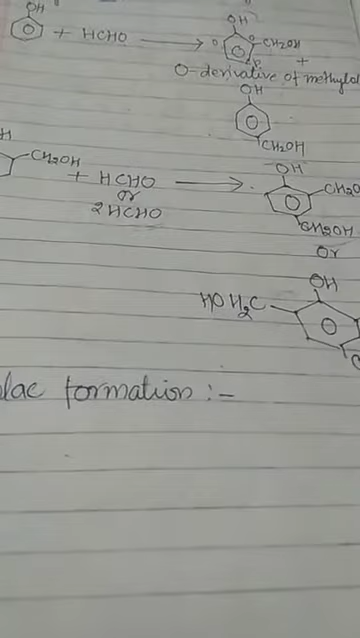 OH OH
+ HCHO → o o CH2OH
p +
O-derivative of methylol
OH
CH2OH
H OH
CH2OH + HCHO → CH2O
or
2HCHO CH2OH
Or
OH
HOH2C
lac formation :-